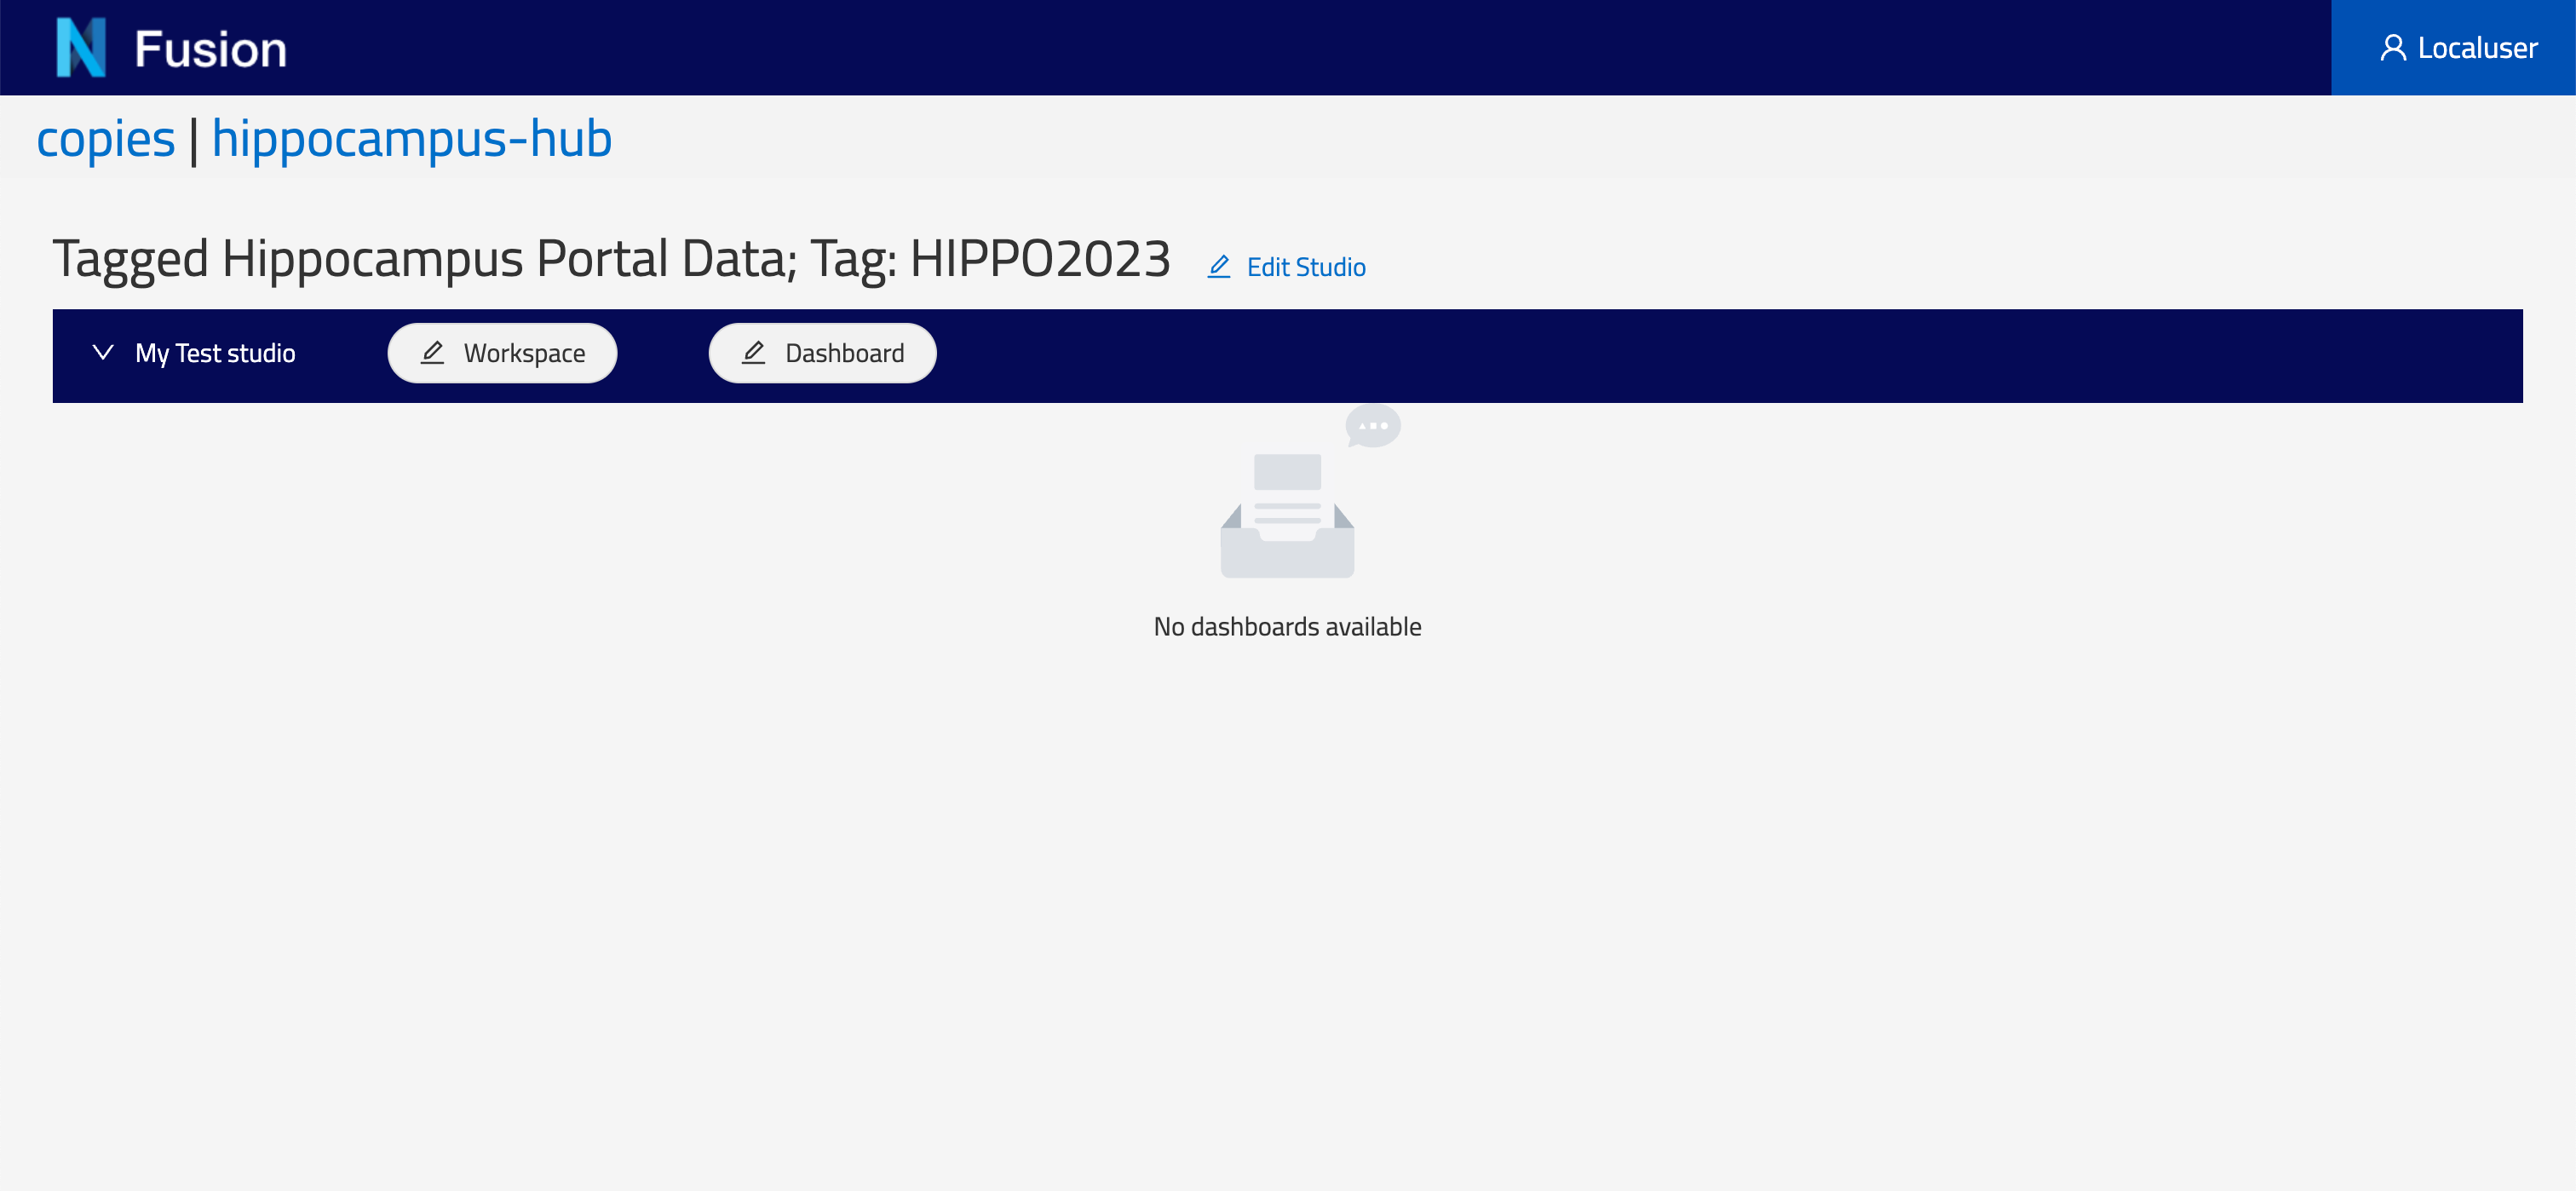 Fusion
Localuser
copies | hippocampus-hub
Tagged Hippocampus Portal Data; Tag: HIPPO2023
Edit Studio
My Test studio
Workspace
Dashboard
No dashboards available